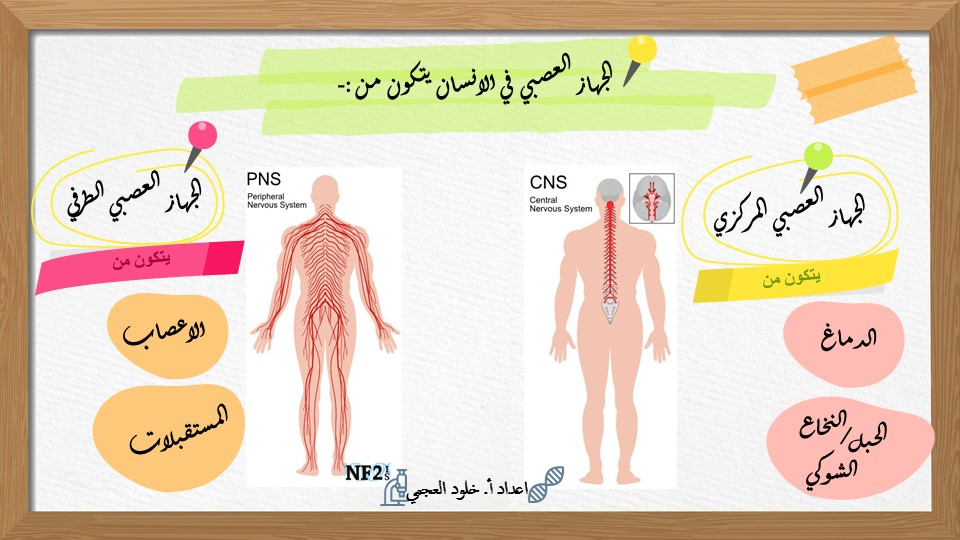 الجهاز العصبي في الانسان يتكون من :-
الجهاز العصبي المركزي
يتكون من
الدماغ
الحبل/النخاع
الشوكي
CNS
Central
Nervous System
الجهاز العصبي الطرفي
يتكون من
الاعصاب
المستقبلات
PNS
Peripheral
Nervous System
NF2IS
اعداد أ. خلود العجمي